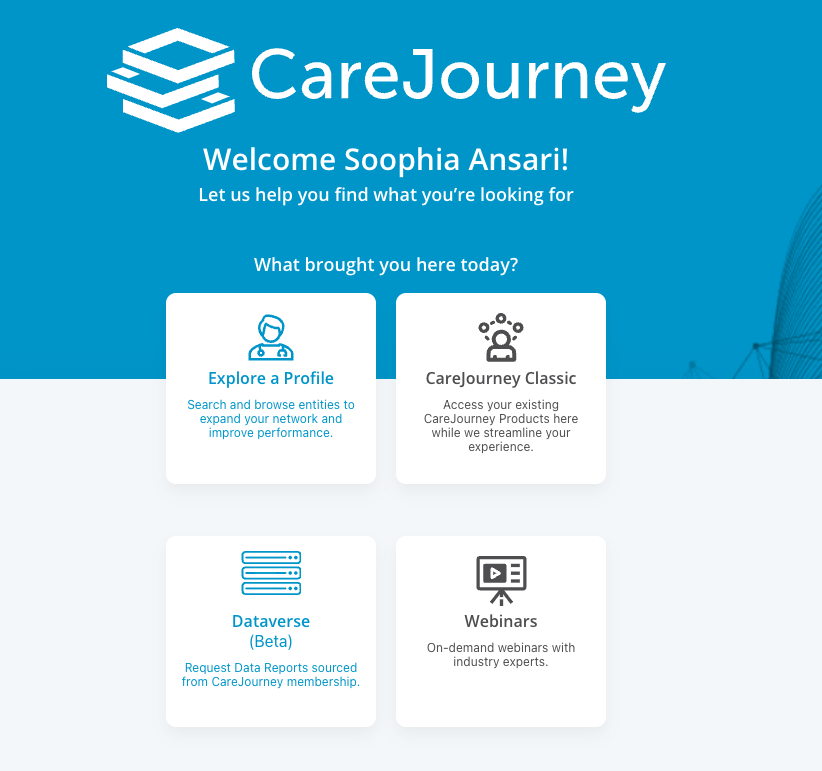 CareJourney
Welcome Soophia Ansari!
Let us help you find what you’re looking for
What brought you here today?
Explore a Profile
Search and browse entities to
expand your network and
improve performance.
CareJourney Classic
Access your existing
CareJourney Products here
while we streamline your
experience.
Dataverse
(Beta)
Request Data Reports sourced
from CareJourney membership.
Webinars
On-demand webinars with
industry experts.